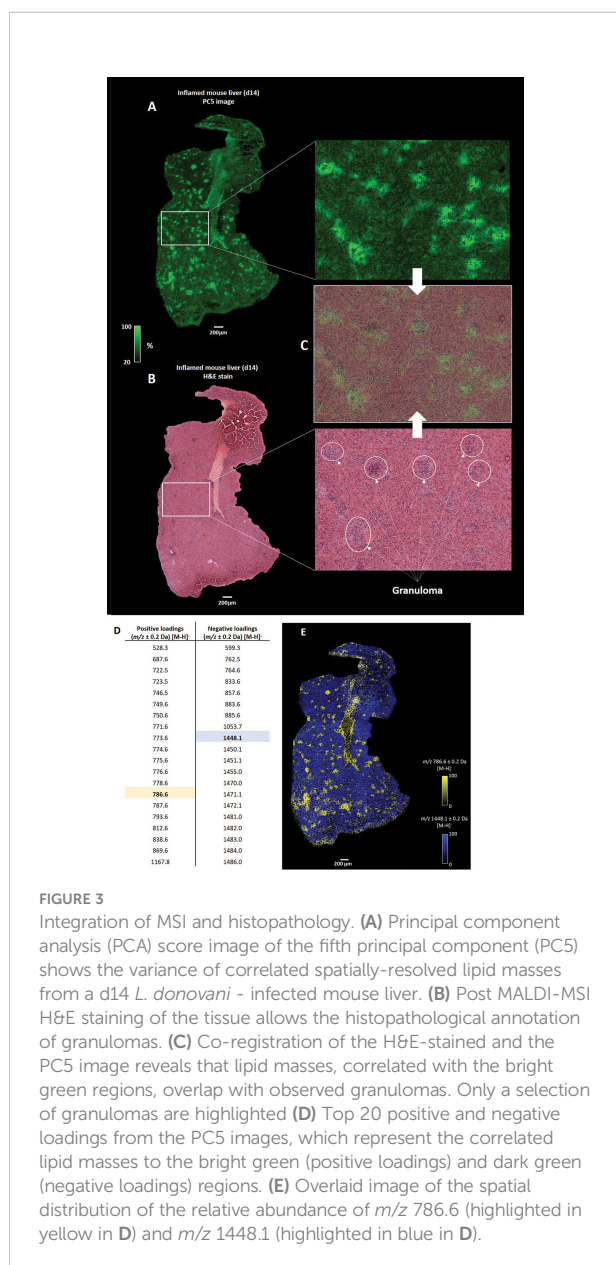 Inflamed mouse liver (d14)
PC5 image
A
100
%
20
200µm
C
Inflamed mouse liver (d14)
H&E stain
B
200µm
Granuloma
D
Positive loadings Negative loadings
(m/z ± 0.2 Da) [M-H]- (m/z ± 0.2 Da) [M-H]-
528.3 599.3
687.6 762.5
722.5 764.6
723.5 833.6
746.5 857.6
749.6 883.6
750.6 885.6
771.6 1053.7
773.6 1448.1
774.6 1450.1
775.6 1451.1
776.6 1455.0
778.6 1470.0
786.6 1471.1
787.6 1472.1
793.6 1481.0
812.6 1482.0
838.6 1483.0
869.6 1484.0
1167.8 1486.0
E
m/z 786.6 ± 0.2 Da
[M-H]-
100
0
m/z 1448.1 ± 0.2 Da
[M-H]-
100
0
200 µm
FIGURE 3
Integration of MSI and histopathology. (A) Principal component
analysis (PCA) score image of the fifth principal component (PC5)
shows the variance of correlated spatially-resolved lipid masses
from a d14 L. donovani - infected mouse liver. (B) Post MALDI-MSI
H&E staining of the tissue allows the histopathological annotation
of granulomas. (C) Co-registration of the H&E-stained and the
PC5 image reveals that lipid masses, correlated with the bright
green regions, overlap with observed granulomas. Only a selection
of granulomas are highlighted (D) Top 20 positive and negative
loadings from the PC5 images, which represent the correlated
lipid masses to the bright green (positive loadings) and dark green
(negative loadings) regions. (E) Overlaid image of the spatial
distribution of the relative abundance of m/z 786.6 (highlighted in
yellow in D) and m/z 1448.1 (highlighted in blue in D).